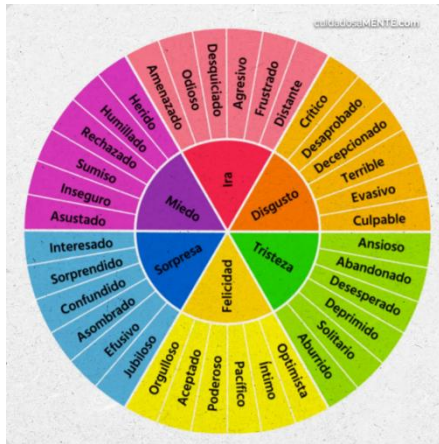 cuidadosaMENTE.com
Ira
Amenazado
Odioso
Desquiciado
Agresivo
Frustrado
Distante
Disgusto
Crítico
Desaprobado
Decepcionado
Terrible
Evasivo
Culpable
Tristeza
Ansioso
Abandonado
Desesperado
Deprimido
Solitario
Aburrido
Felicidad
Optimista
Íntimo
Pacífico
Poderoso
Aceptado
Orgulloso
Sorpresa
Jubiloso
Efusivo
Asombrado
Confundido
Sorprendido
Interesado
Miedo
Asustado
Inseguro
Sumiso
Rechazado
Humillado
Herido